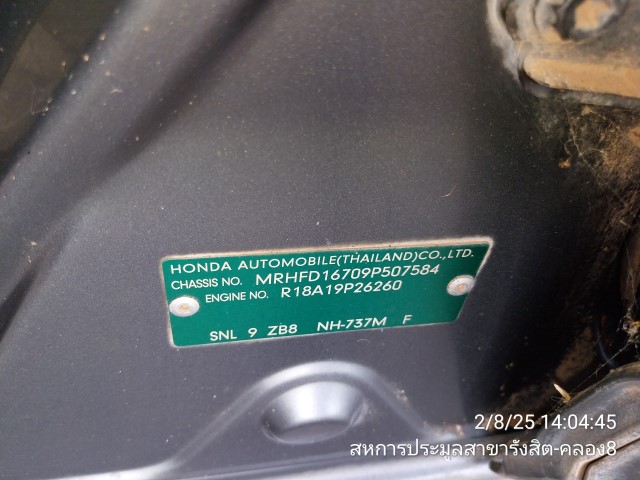 HONDA AUTOMOBILE(THAILAND)CO.,LTD.
CHASSIS NO. MRHFD16709P507584
ENGINE NO. R18A19P26260
SNL 9 ZB8 NH-737M F
2/8/25 14:04:45
สหการประมูลสาขารังสิต-คลอง8